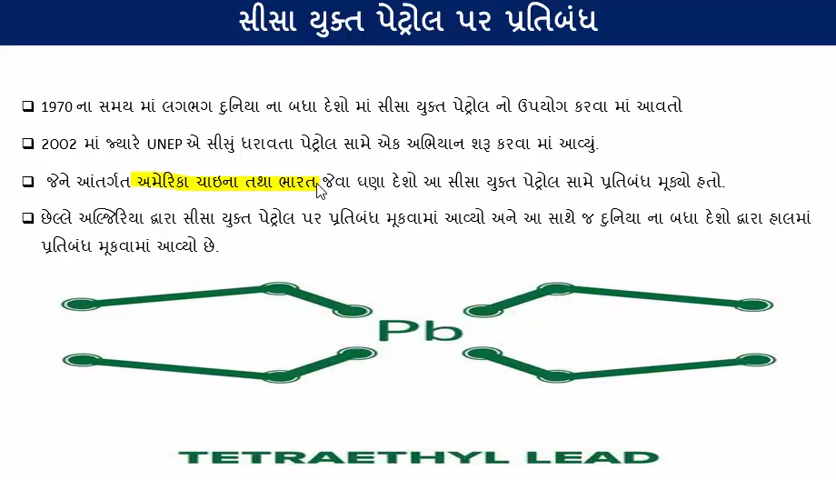 સીસા યુક્ત પેટ્રોલ પર પ્રતિબંધ
❑ 1970 ના સમય માં લગભગ દુનિયા ના બધા દેશો માં સીસા યુક્ત પેટ્રોલ નો ઉપયોગ કરવા માં આવતો
❑ 2002 માં જ્યારે UNEP એ સીસું ધરાવતા પેટ્રોલ સામે એક અભિયાન શરૂ કરવા માં આવ્યું.
❑ જેને આંતર્ગત અમેરિકા ચાઇના તથા ભારત જેવા ઘણા દેશો આ સીસા યુક્ત પેટ્રોલ સામે પ્રતિબંધ મૂક્યો હતો.
❑ છેલ્લે અલ્જિરિયા દ્વારા સીસા યુક્ત પેટ્રોલ પર પ્રતિબંધ મૂકવામાં આવ્યો અને આ સાથે જ દુનિયા ના બધા દેશો દ્વારા હાલમાં
પ્રતિબંધ મૂકવામાં આવ્યો છે.
Pb
TETRAETHYL LEAD